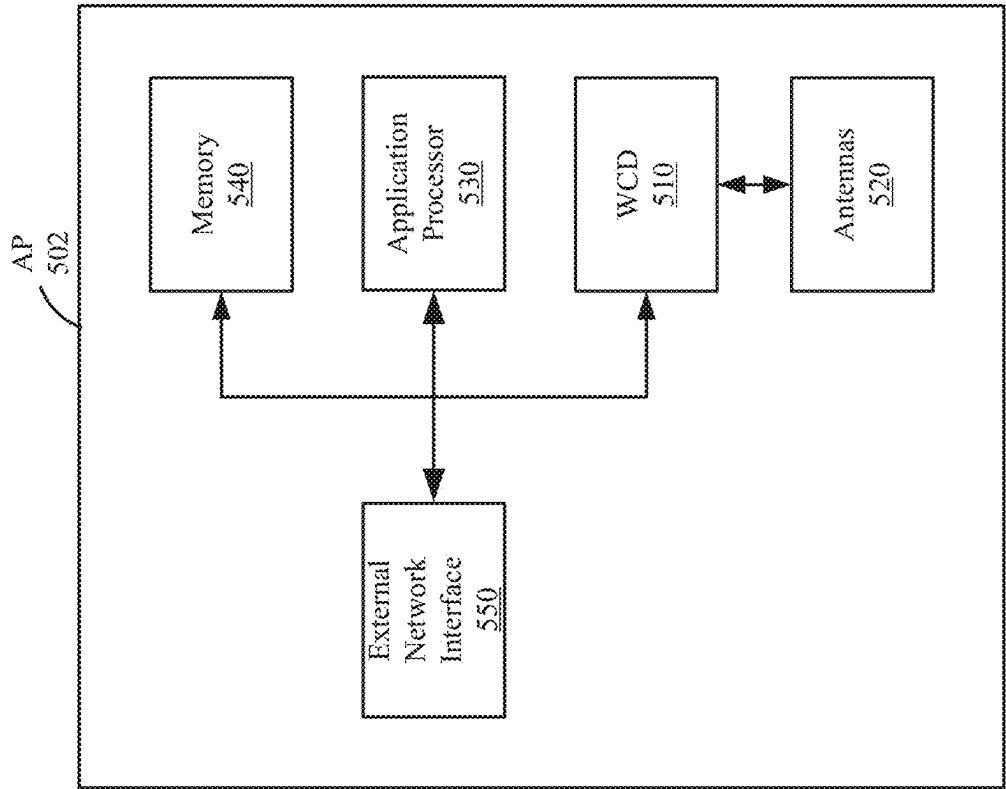 AP
502
Memory
540
Application
Processor
530
WCD
510
Antennas
520
External
Network
Interface
550